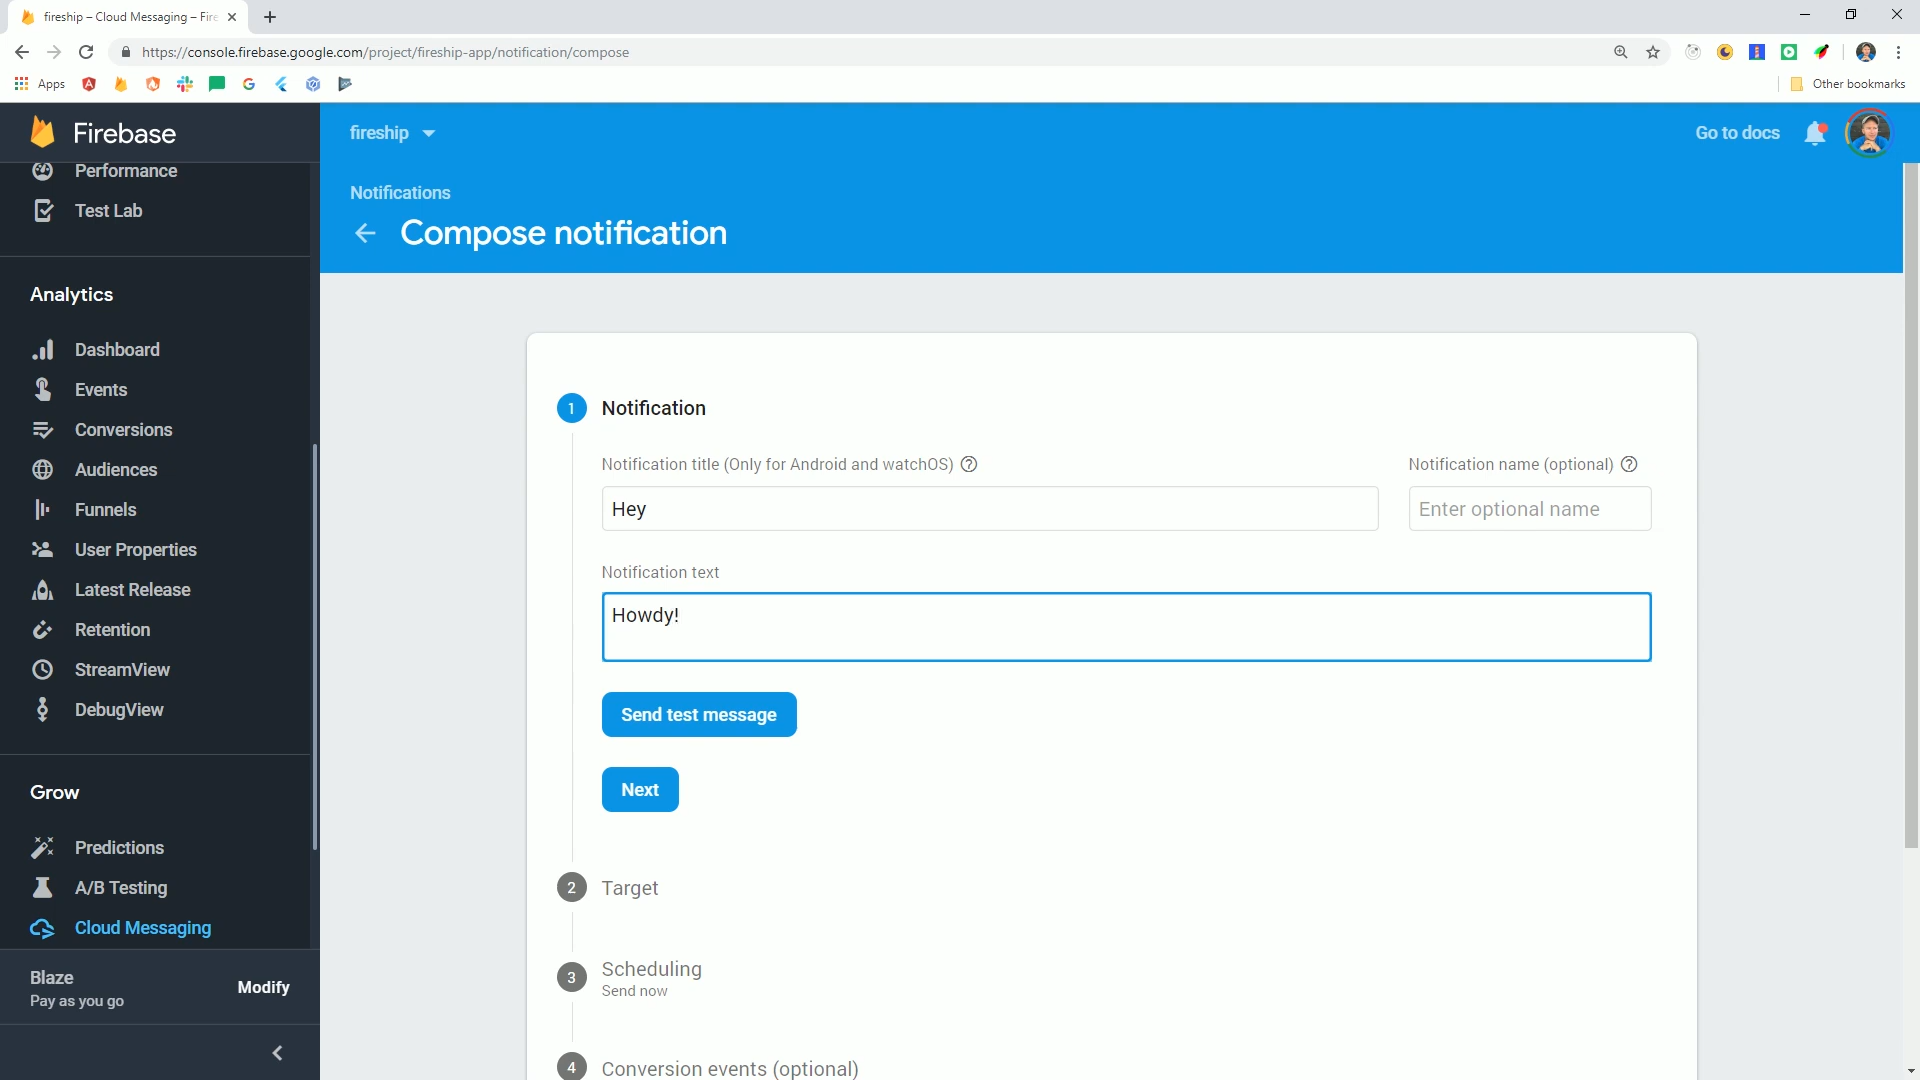 fireship – Cloud Messaging – Fire
https://console.firebase.google.com/project/fireship-app/notification/compose
Apps
Other bookmarks
Firebase
fireship
Go to docs
Performance
Test Lab
Notifications
Compose notification
Analytics
Dashboard
Events
Conversions
Audiences
Funnels
User Properties
Latest Release
Retention
StreamView
DebugView
Grow
Predictions
A/B Testing
Cloud Messaging
Blaze
Pay as you go
Modify
1 Notification
Notification title (Only for Android and watchOS) ?
Notification name (optional) ?
Hey
Enter optional name
Notification text
Howdy!
Send test message
Next
2 Target
3 Scheduling
Send now
4 Conversion events (optional)